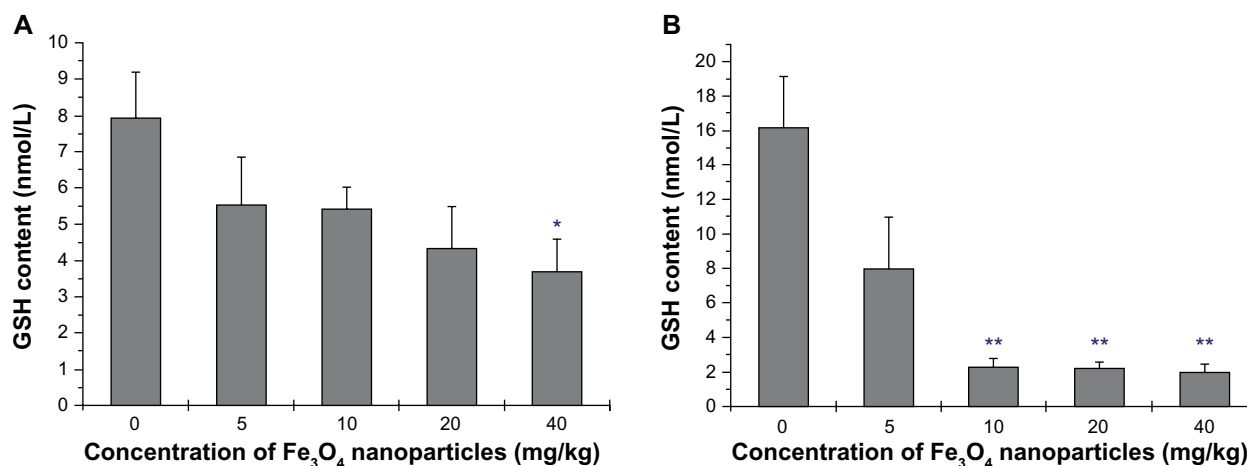 A
10
9
8
7
6
5
4
3
2
1
0
GSH content (nmol/L)
*
0 5 10 20 40
Concentration of Fe₃O₄ nanoparticles (mg/kg)
B
20
18
16
14
12
10
8
6
4
2
0
GSH content (nmol/L)
** ** **
0 5 10 20 40
Concentration of Fe₃O₄ nanoparticles (mg/kg)